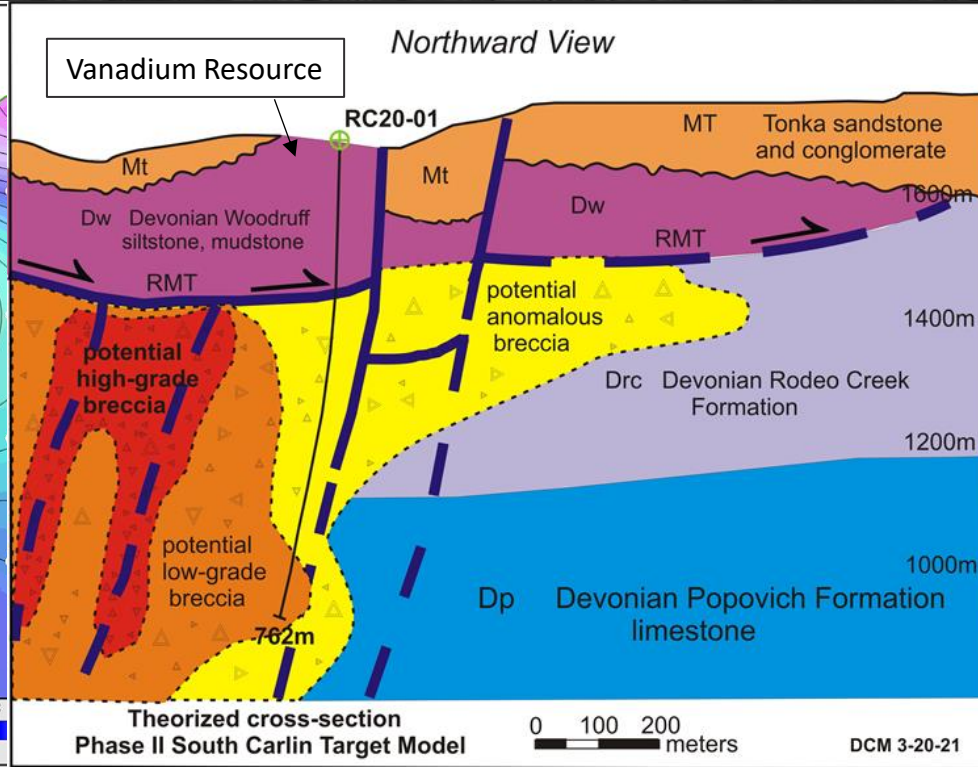 Northward View
Vanadium Resource
RC20-01
MT Tonka sandstone
and conglomerate
Mt
Mt
1600m
Dw Devonian Woodruff
siltstone, mudstone
Dw
RMT
RMT
potential
anomalous
breccia
1400m
potential
high-grade
breccia
Drc Devonian Rodeo Creek
Formation
1200m
potential
low-grade
breccia
1000m
Dp Devonian Popovich Formation
limestone
762m
Theorized cross-section
Phase II South Carlin Target Model
0 100 200
meters
DCM 3-20-21